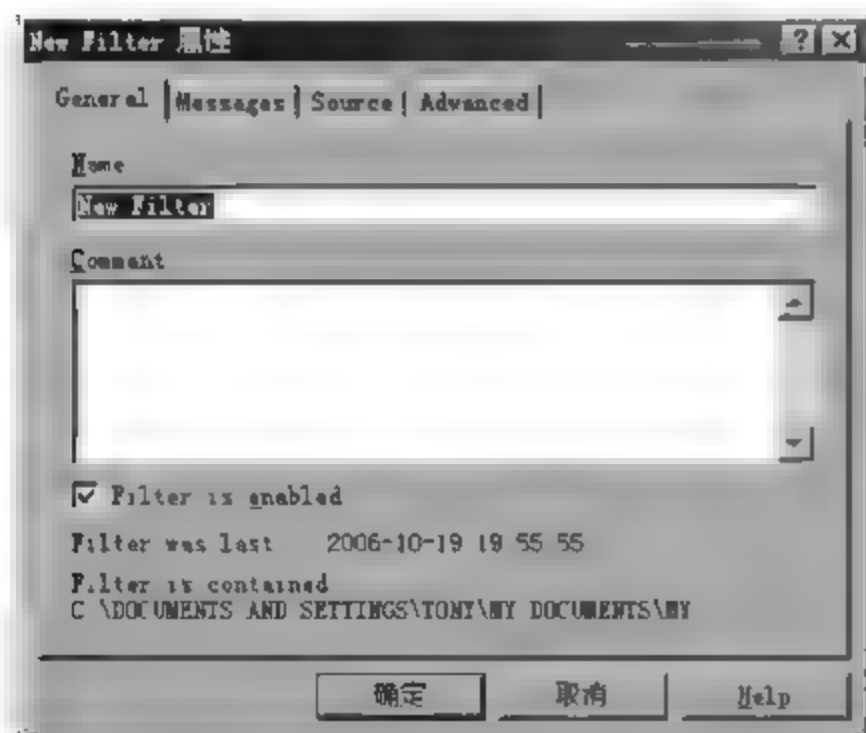 New Filter 属性
General Messages Source Advanced
Name
New Filter
Comment
Filter is enabled
Filter was last 2006-10-19 19 55 55
Filter is contained
C \DOCUMENTS AND SETTINGS\TONY\MY DOCUMENTS\MY
确定 取消 Help